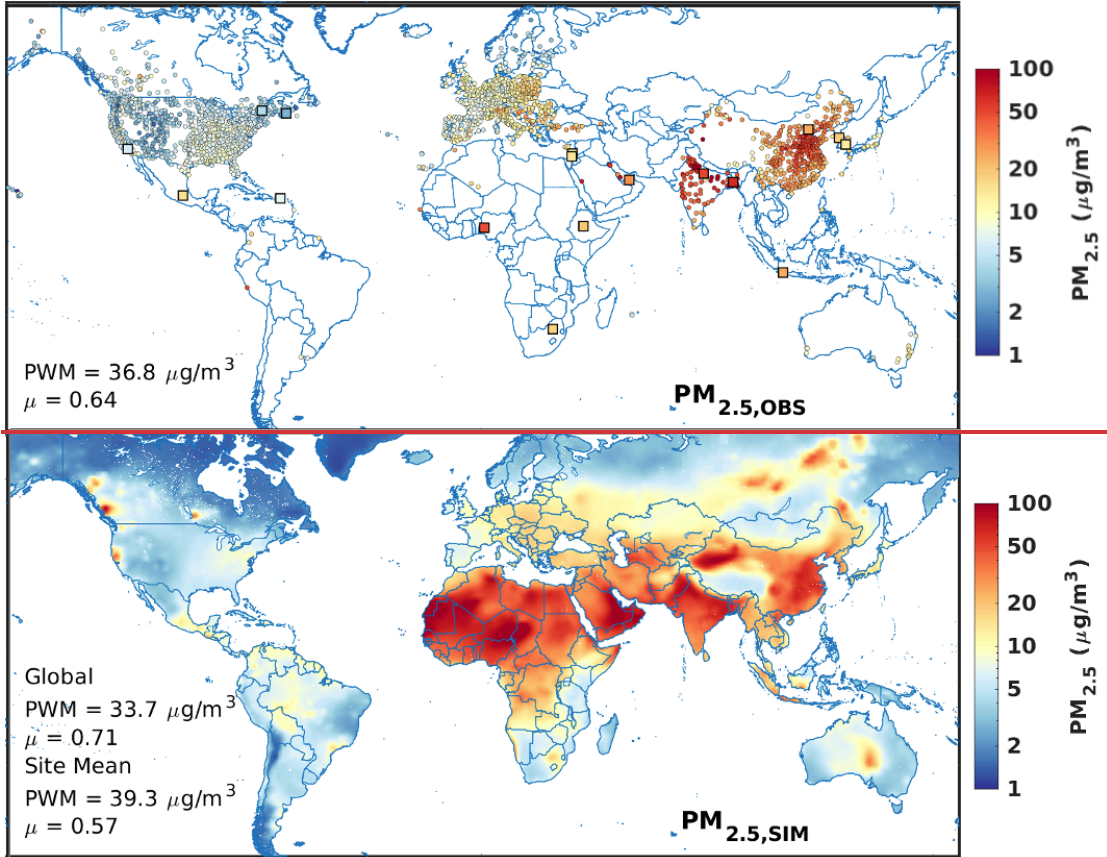 PWM = 36.8 μg/m³
μ = 0.64
PM2.5,OBS
100
50
20
10
5
2
1
PM2.5 (μg/m³)
Global
PWM = 33.7 μg/m³
μ = 0.71
Site Mean
PWM = 39.3 μg/m³
μ = 0.57
PM2.5,SIM
100
50
20
10
5
2
1
PM2.5 (μg/m³)